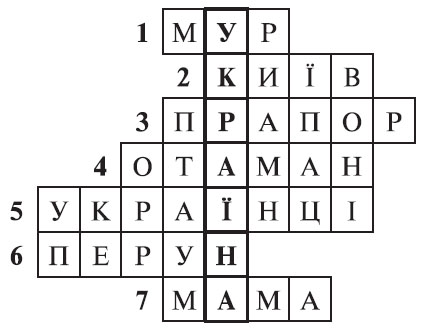 1 МУР
2 КИЇВ
3 ПРАПОР
4 ОТАМАН
5 УКРАЇНЦІ
6 ПЕРУН
7 МАМА